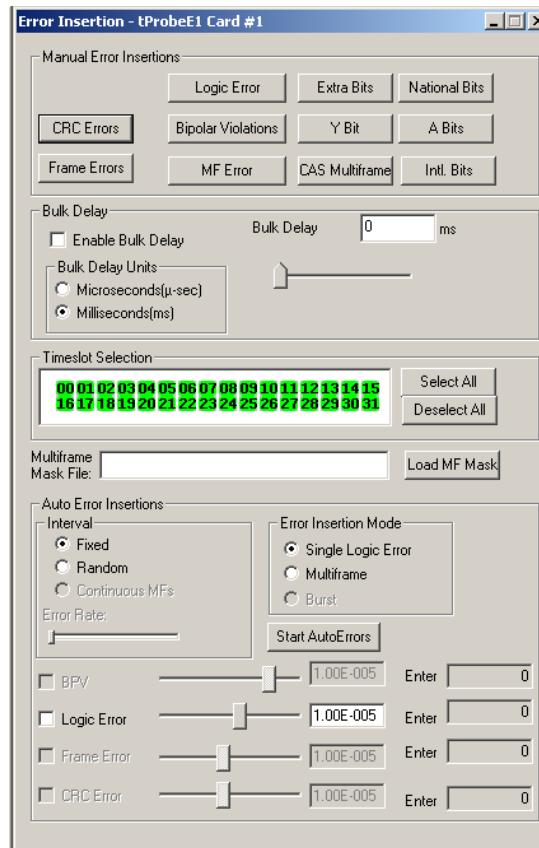 Error Insertion - tProbeE1 Card #1
Manual Error Insertions
Logic Error Extra Bits National Bits
CRC Errors Bipolar Violations Y Bit A Bits
Frame Errors MF Error CAS Multiframe Intl. Bits
Bulk Delay
Enable Bulk Delay Bulk Delay 0 ms
Bulk Delay Units
Microseconds(μ-sec)
Milliseconds(ms)
Timeslot Selection
00 01 02 03 04 05 06 07 08 09 10 11 12 13 14 15
16 17 18 19 20 21 22 23 24 25 26 27 28 29 30 31
Select All
Deselect All
Multiframe
Mask File: Load MF Mask
Auto Error Insertions
Interval
Fixed
Random
Continuous MFs
Error Rate:
Error Insertion Mode
Single Logic Error
Multiframe
Burst
Start AutoErrors
BPV 1.00E-005 Enter 0
Logic Error 1.00E-005 Enter 0
Frame Error 1.00E-005 Enter 0
CRC Error 1.00E-005 Enter 0